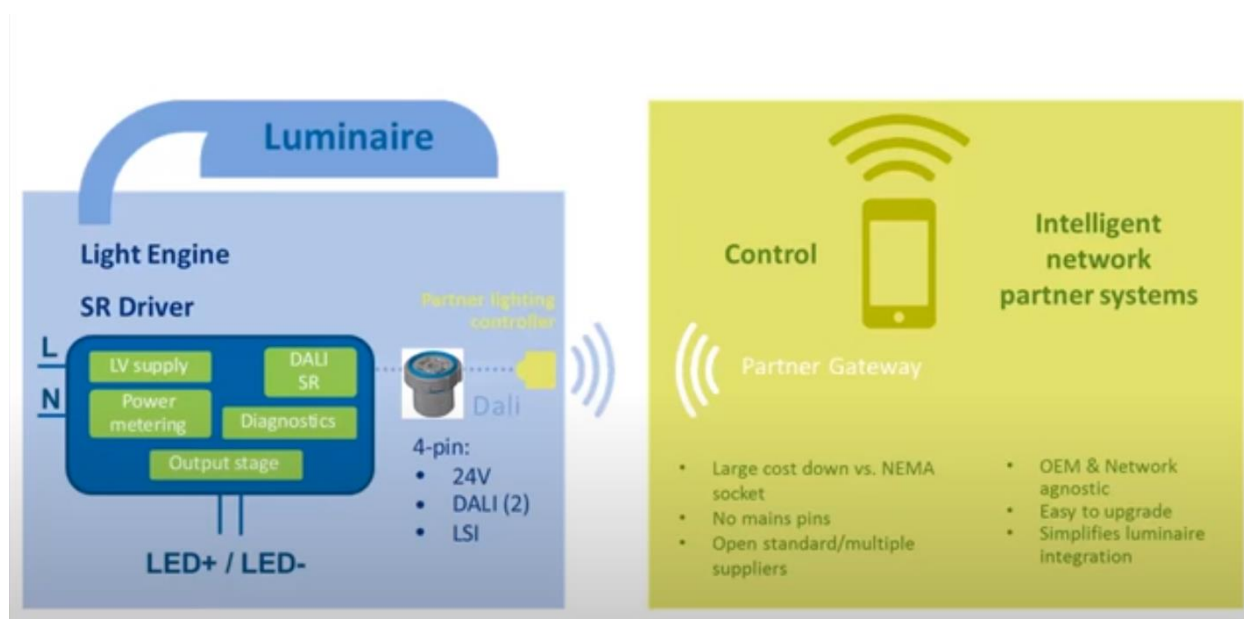 Luminaire
Light Engine
SR Driver
Partner lighting
controller
L
N
LV supply
DALI
SR
Power
metering
Diagnostics
Output stage
Dali
4-pin:
• 24V
• DALI (2)
• LSI
LED+ / LED-
Control
Intelligent
network
partner systems
Partner Gateway
• Large cost down vs. NEMA
socket
• No mains pins
• Open standard/multiple
suppliers
• OEM & Network
agnostic
• Easy to upgrade
• Simplifies luminaire
integration